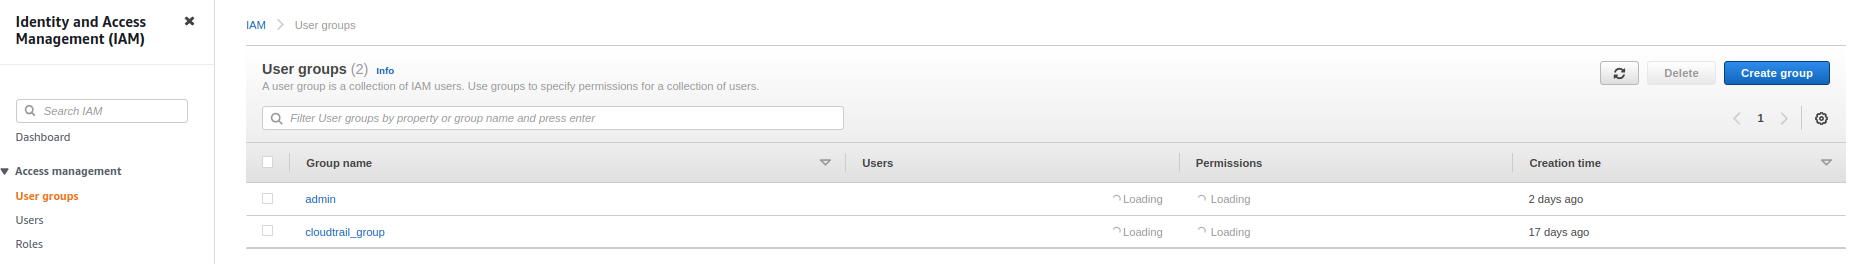 Identity and Access
Management (IAM)
Search IAM
Dashboard
Access management
User groups
Users
Roles
IAM User groups
User groups (2) Info
A user group is a collection of IAM users. Use groups to specify permissions for a collection of users.
Delete Create group
Filter User groups by property or group name and press enter
1
Group name Users Permissions Creation time
admin Loading Loading 2 days ago
cloudtrail_group Loading Loading 17 days ago